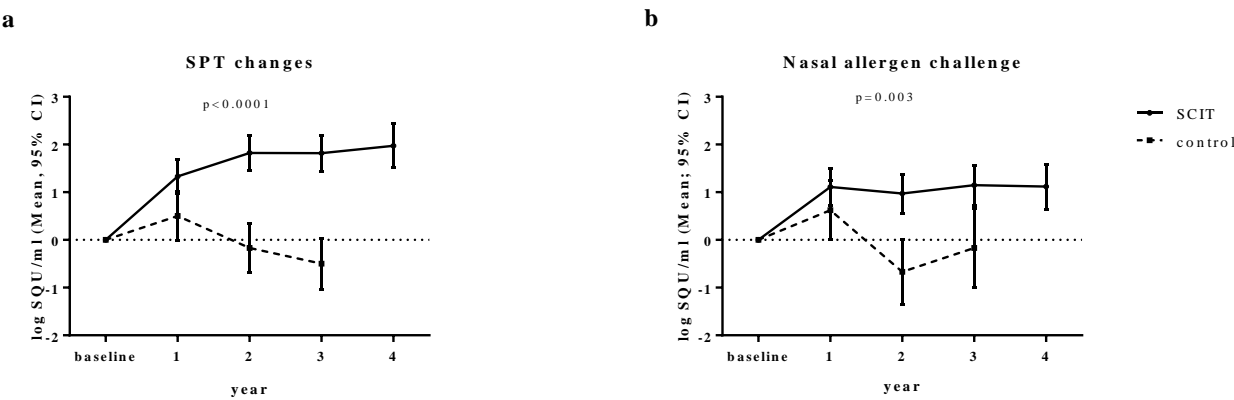 a
SPT changes
log SQU/ml (Mean, 95% CI)
p<0.0001
3
2
1
0
-1
-2
baseline 1 2 3 4
year
b
Nasal allergen challenge
log SQU/ml (Mean; 95% CI)
p=0.003
3
2
1
0
-1
-2
baseline 1 2 3 4
year
SCIT
control